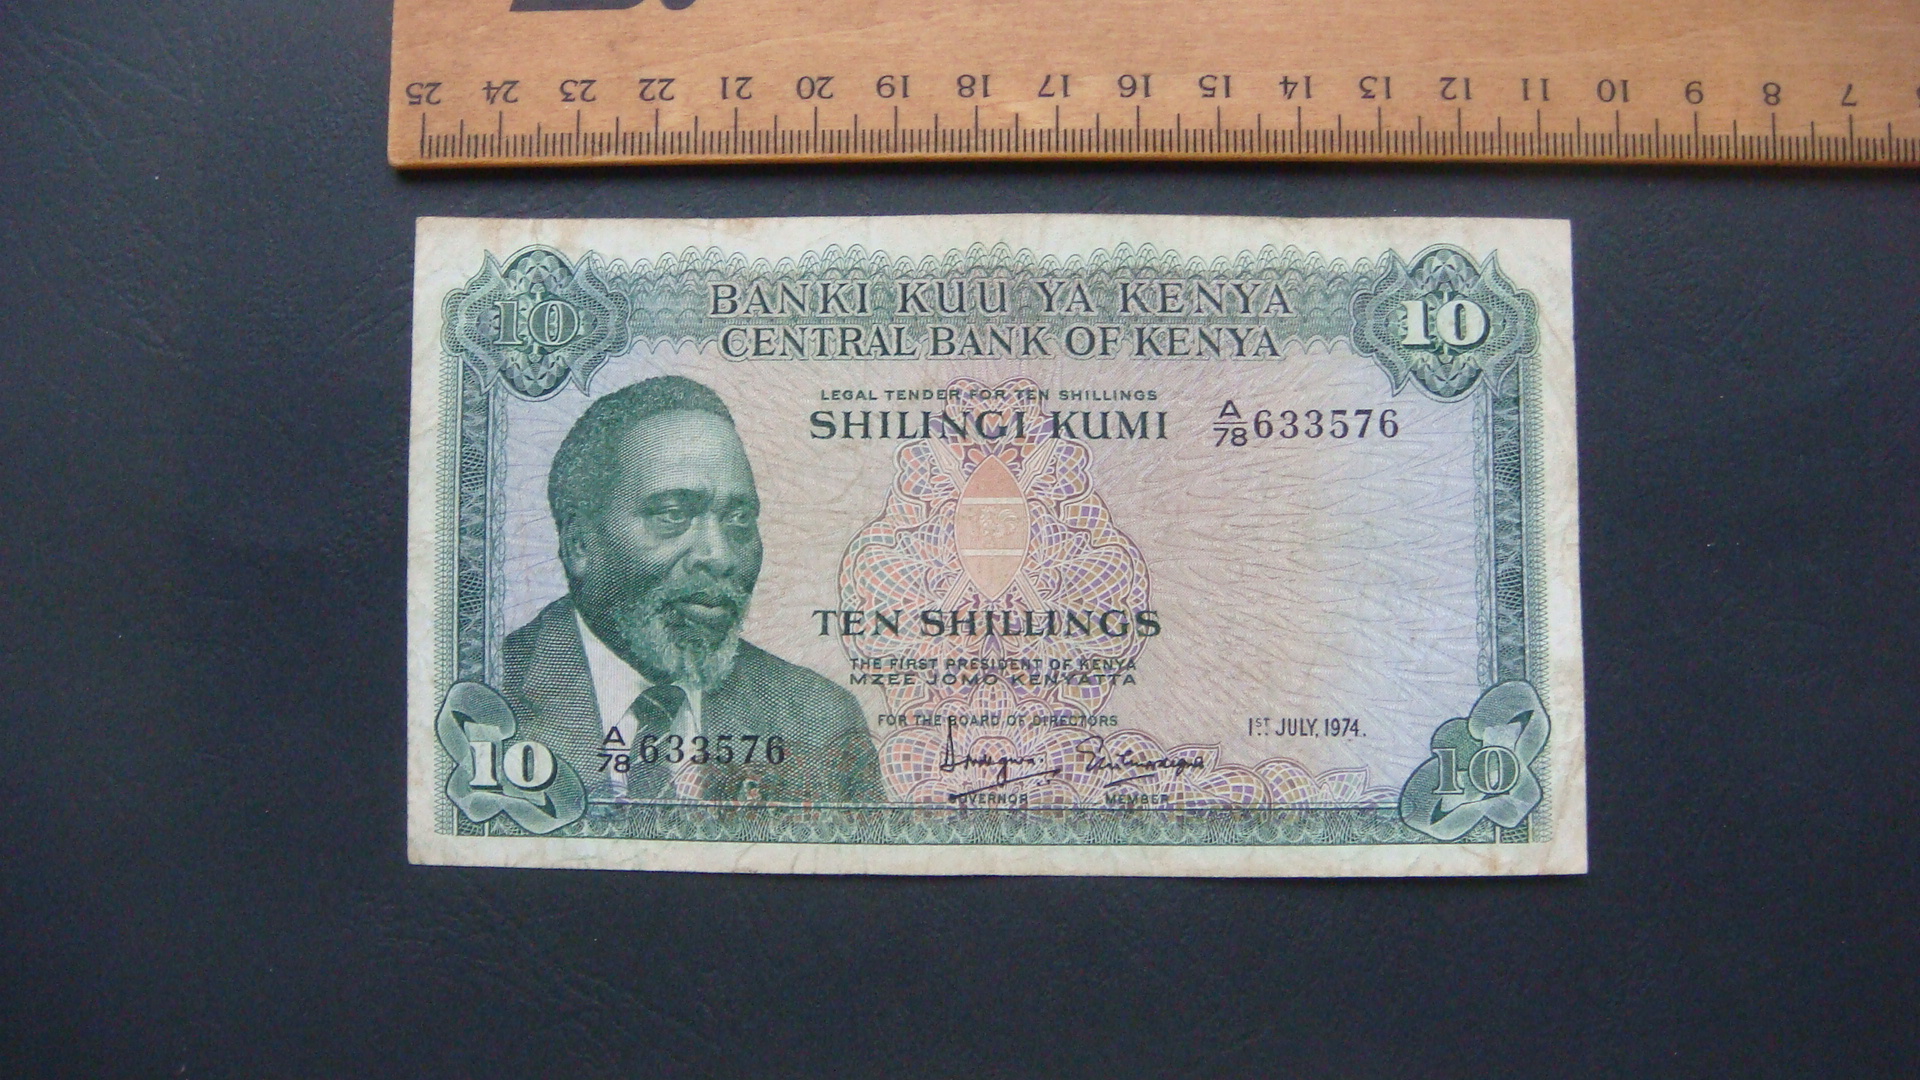 25 24 23 22 21 20 19 18 17 16 15 14 13 12 11 10 9 8 7
10
10
BANKI KUU YA KENYA
CENTRAL BANK OF KENYA
LEGAL TENDER FOR TEN SHILLINGS
SHILINGI KUMI
A/78 633576
TEN SHILLINGS
THE FIRST PRESIDENT OF KENYA
MZEE JOMO KENYATTA
FOR THE BOARD OF DIRECTORS
1ST JULY, 1974.
10
A/78 633576
GOVERNOR
MEMBER
10